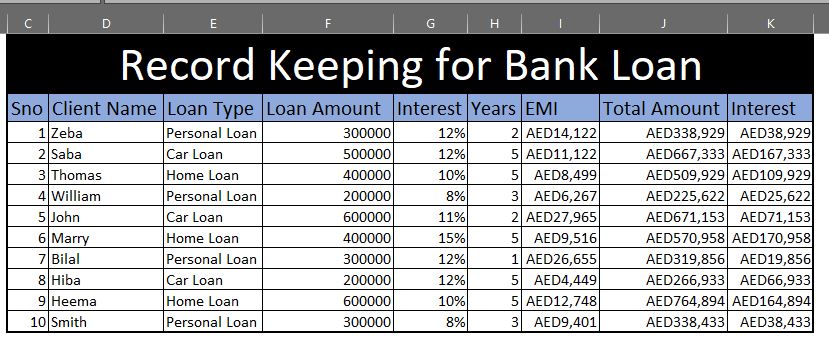 C D E F G H I J K
Record Keeping for Bank Loan
Sno Client Name Loan Type Loan Amount Interest Years EMI Total Amount Interest
1 Zeba Personal Loan 300000 12% 2 AED14,122 AED338,929 AED38,929
2 Saba Car Loan 500000 12% 5 AED11,122 AED667,333 AED167,333
3 Thomas Home Loan 400000 10% 5 AED8,499 AED509,929 AED109,929
4 William Personal Loan 200000 8% 3 AED6,267 AED225,622 AED25,622
5 John Car Loan 600000 11% 2 AED27,965 AED671,153 AED71,153
6 Marry Home Loan 400000 15% 5 AED9,516 AED570,958 AED170,958
7 Bilal Personal Loan 300000 12% 1 AED26,655 AED319,856 AED19,856
8 Hiba Car Loan 200000 12% 5 AED4,449 AED266,933 AED66,933
9 Heema Home Loan 600000 10% 5 AED12,748 AED764,894 AED164,894
10 Smith Personal Loan 300000 8% 3 AED9,401 AED338,433 AED38,433